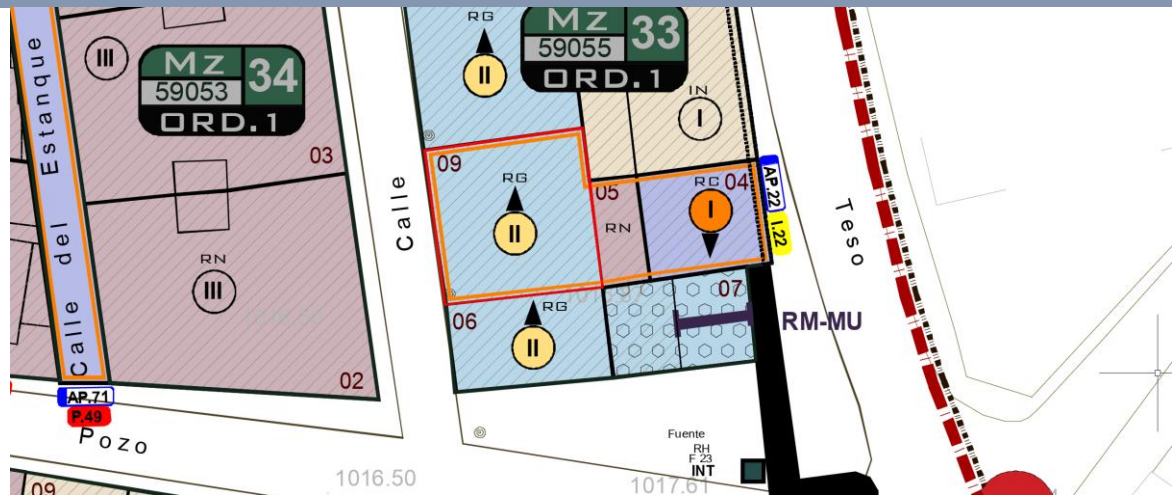 III
Mz
59053
34
ORD.1
03
Calle del Estanque
RN
III
02
AP.71
P.49
Pozo
09
1016.50
Calle
RG
II
Mz
59055
33
ORD.1
IN
I
09
RG
II
05
RN
RC
04
I
AP.22
I.22
Teso
06
RG
II
07
RM-MU
Fuente
RH
F 23
INT
1017.61